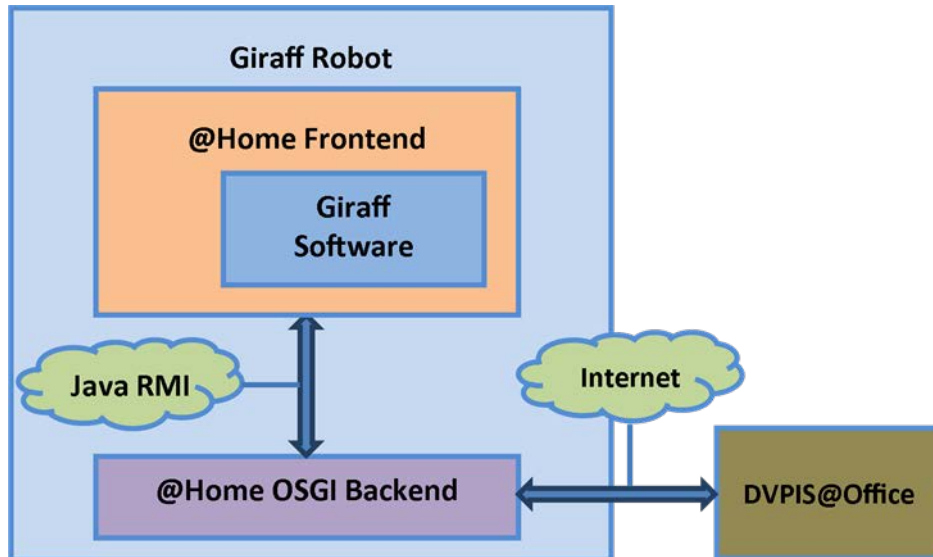 Giraff Robot
@Home Frontend
Giraff
Software
Java RMI
Internet
@Home OSGI Backend
DVPIS@Office